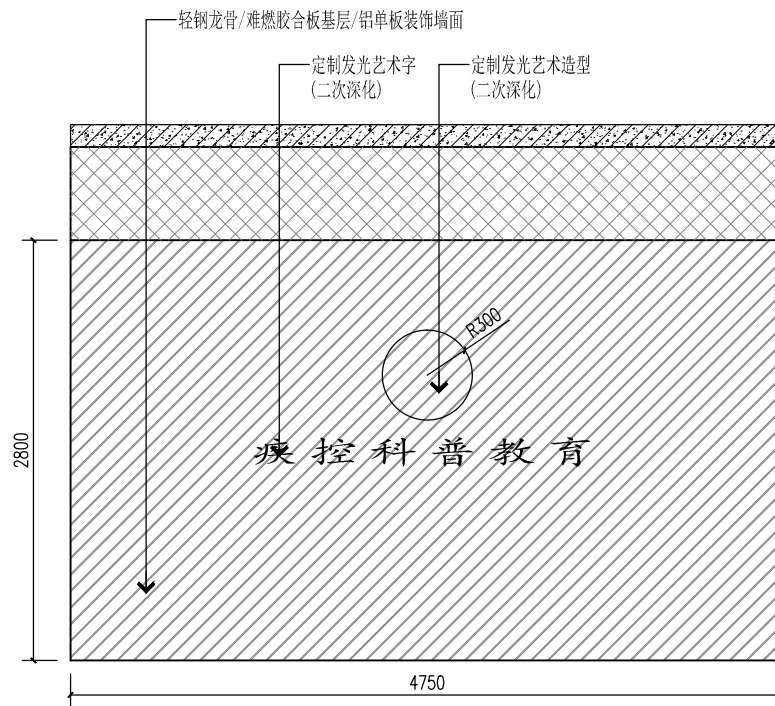 轻钢龙骨/难燃胶合板基层/铝单板装饰墙面
定制发光艺术字
(二次深化)
定制发光艺术造型
(二次深化)
R300
疾控科普教育
2800
4750